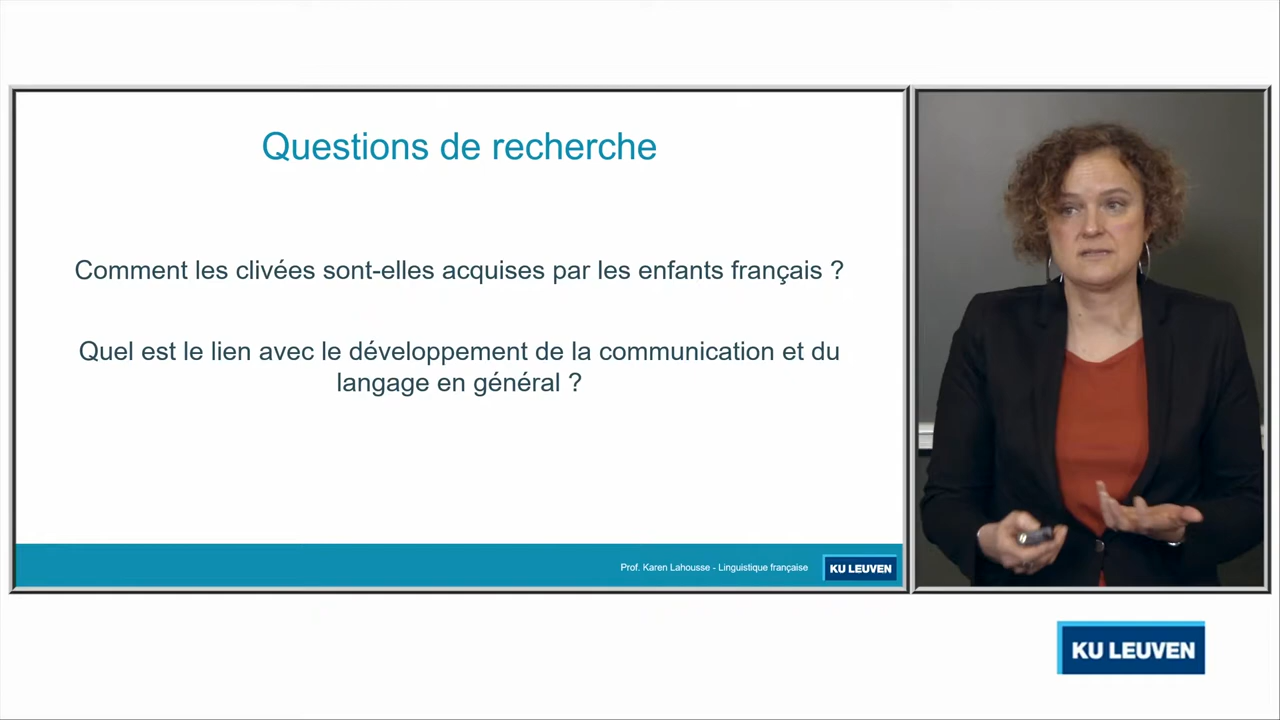 Questions de recherche
Comment les clivées sont-elles acquises par les enfants français ?
Quel est le lien avec le développement de la communication et du
langage en général ?
Prof. Karen Lahousse - Linguistique française
KU LEUVEN
KU LEUVEN